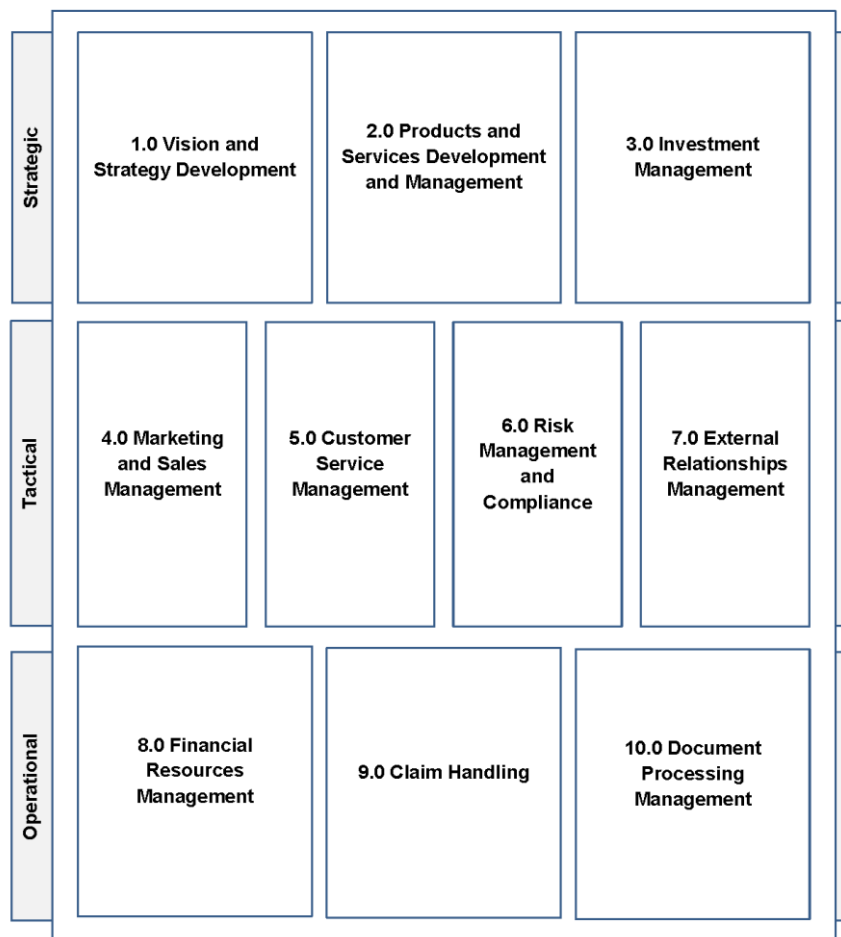 Strategic
1.0 Vision and
Strategy Development
2.0 Products and
Services Development
and Management
3.0 Investment
Management
Tactical
4.0 Marketing
and Sales
Management
5.0 Customer
Service
Management
6.0 Risk
Management
and
Compliance
7.0 External
Relationships
Management
Operational
8.0 Financial
Resources
Management
9.0 Claim Handling
10.0 Document
Processing
Management